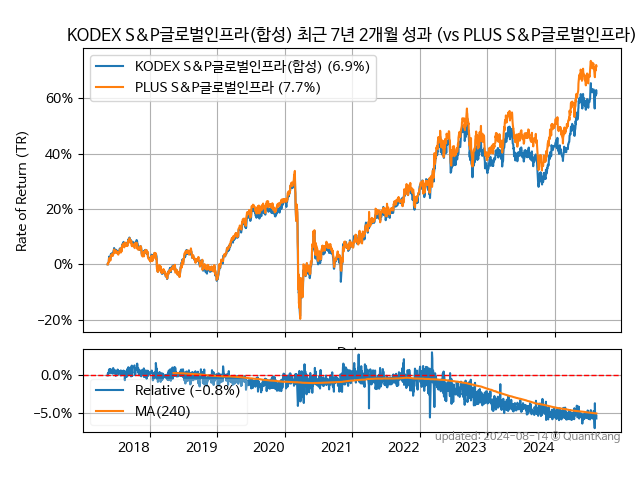 KODEX S&P글로벌인프라(합성) 최근 7년 2개월 성과 (vs PLUS S&P글로벌인프라)
KODEX S&P글로벌인프라(합성) (6.9%)
PLUS S&P글로벌인프라 (7.7%)
Rate of Return (TR)
60%
40%
20%
0%
−20%
0.0%
−5.0%
Relative (−0.8%)
MA(240)
2018 2019 2020 2021 2022 2023 2024
updated: 2024-08-14 © QuantKang